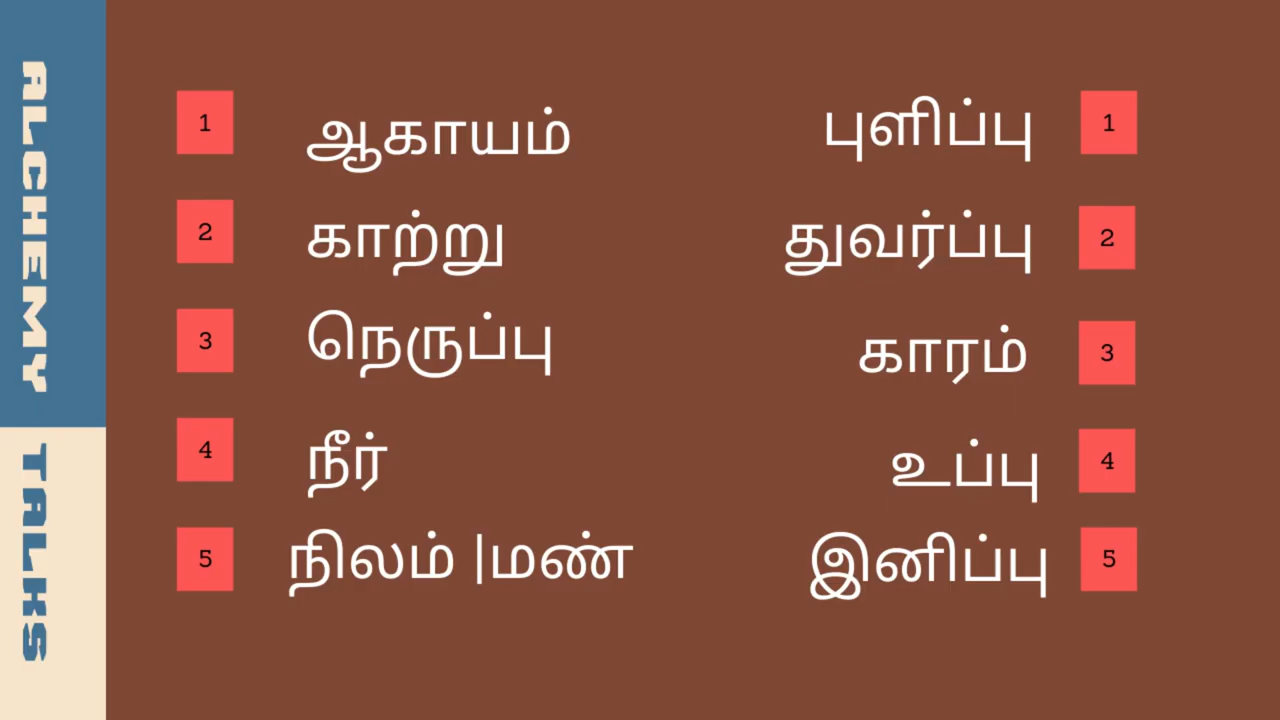 ALCHEMY TALKS
1 ஆகாயம் புளிப்பு 1
2 காற்று துவர்ப்பு 2
3 நெருப்பு காரம் 3
4 நீர் உப்பு 4
5 நிலம் |மண் இனிப்பு 5